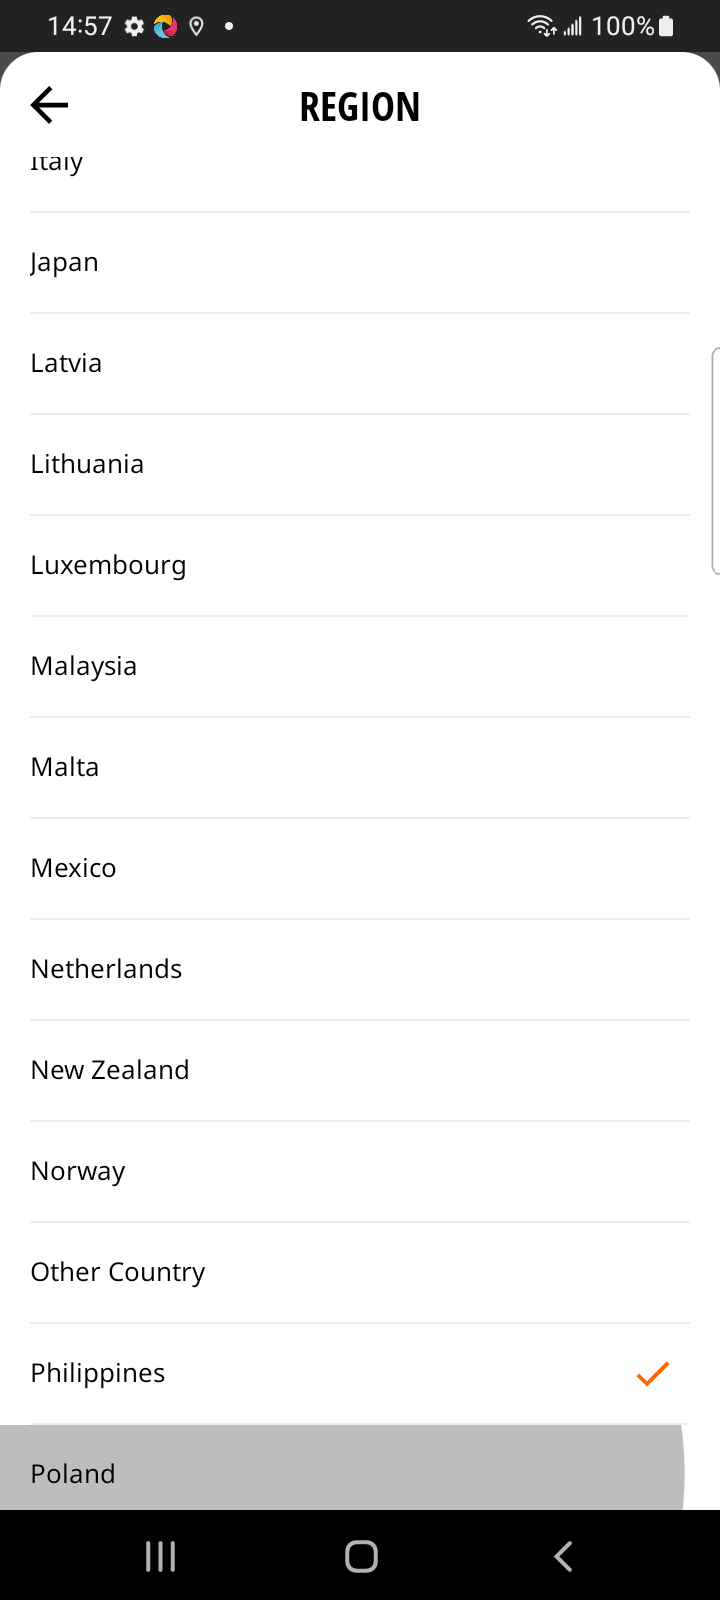 14:57
100%
REGION
Italy
Japan
Latvia
Lithuania
Luxembourg
Malaysia
Malta
Mexico
Netherlands
New Zealand
Norway
Other Country
Philippines
Poland